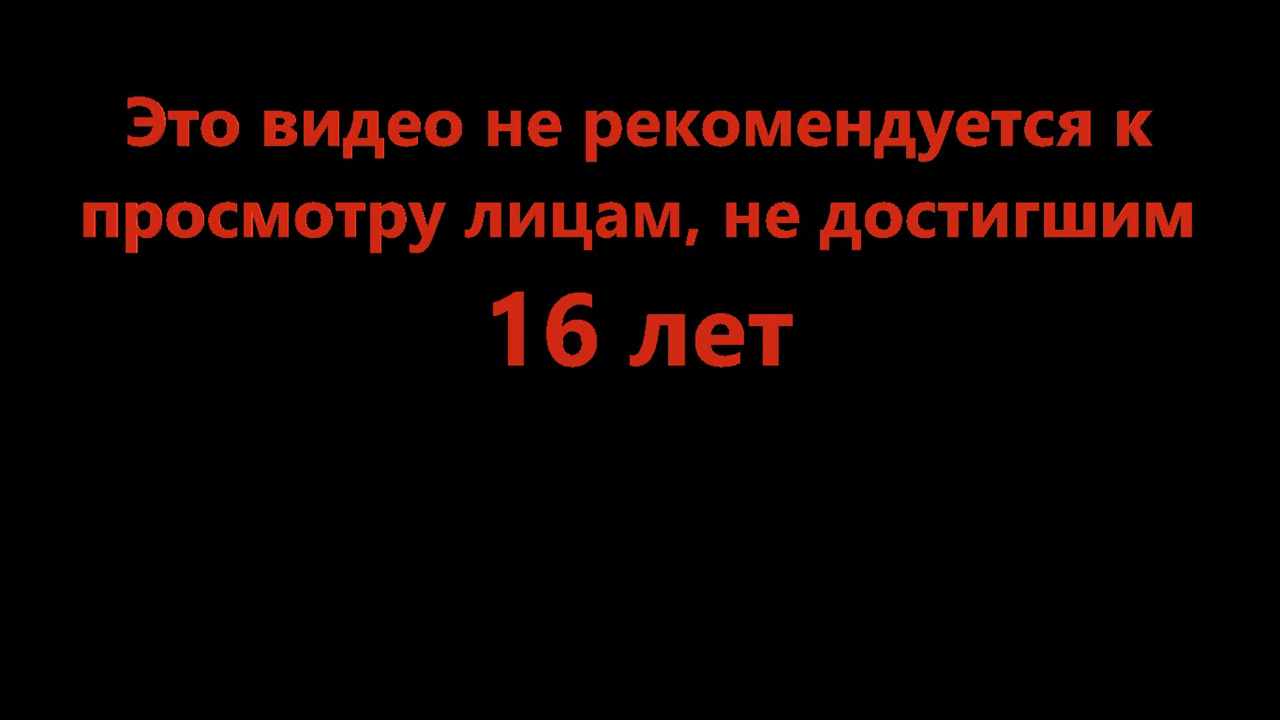 Это видео не рекомендуется к
просмотру лицам, не достигшим
16 лет